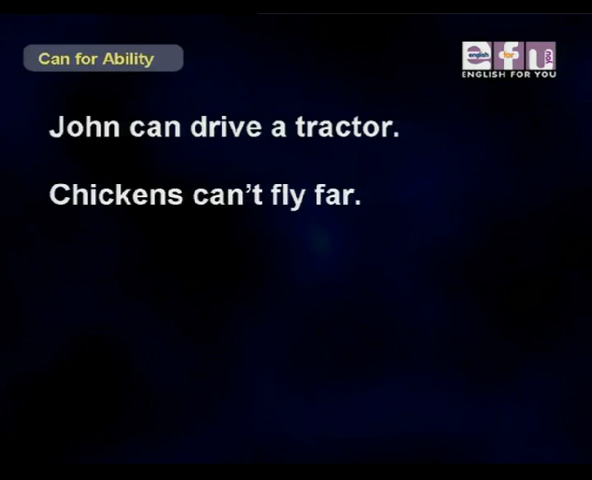 Can for Ability
english for you
ENGLISH FOR YOU
John can drive a tractor.
Chickens can't fly far.